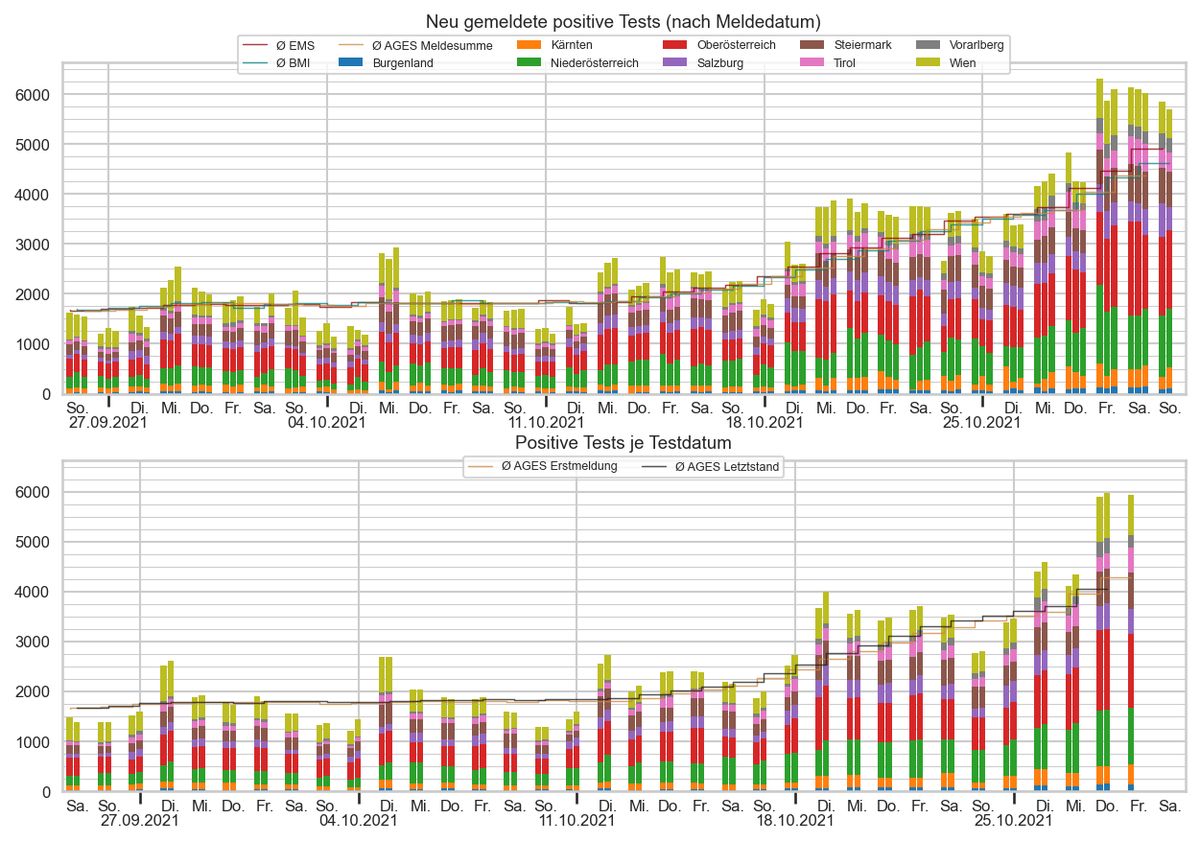 Neu gemeldete positive Tests (nach Meldedatum)
Ø EMS Ø AGES Meldesumme Kärnten Oberösterreich Steiermark Vorarlberg
Ø BMI Burgenland Niederösterreich Salzburg Tirol Wien
6000
5000
4000
3000
2000
1000
0
So. Di. Mi. Do. Fr. Sa. So. Di. Mi. Do. Fr. Sa. So. Di. Mi. Do. Fr. Sa. So. Di. Mi. Do. Fr. Sa. So. Di. Mi. Do. Fr. Sa. So.
27.09.2021 04.10.2021 11.10.2021 18.10.2021 25.10.2021
Positive Tests je Testdatum
Ø AGES Erstmeldung Ø AGES Letztstand
6000
5000
4000
3000
2000
1000
0
Sa. So. Di. Mi. Do. Fr. Sa. So. Di. Mi. Do. Fr. Sa. So. Di. Mi. Do. Fr. Sa. So. Di. Mi. Do. Fr. Sa. So. Di. Mi. Do. Fr. Sa.
27.09.2021 04.10.2021 11.10.2021 18.10.2021 25.10.2021